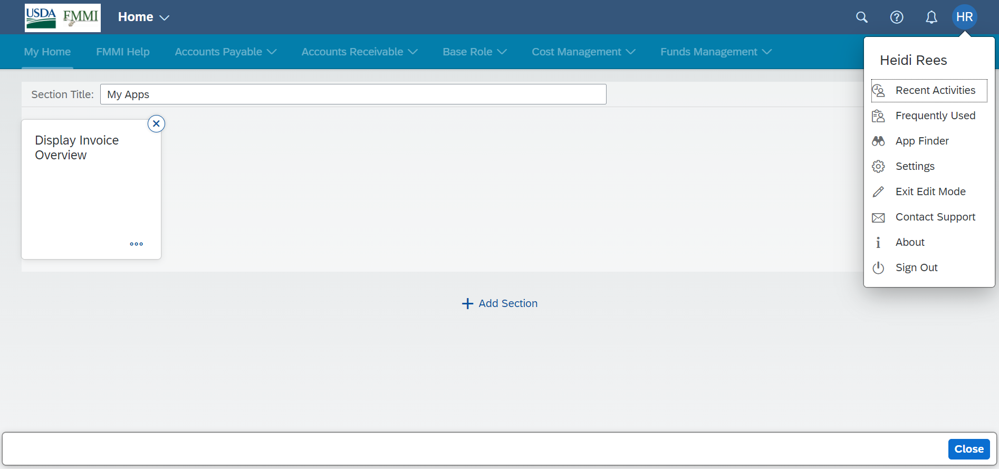 USDA FMMI Home HR
My Home FMMI Help Accounts Payable Accounts Receivable Base Role Cost Management Funds Management
Section Title: My Apps
Display Invoice
Overview
Add Section
Heidi Rees
Recent Activities
Frequently Used
App Finder
Settings
Exit Edit Mode
Contact Support
About
Sign Out
Close